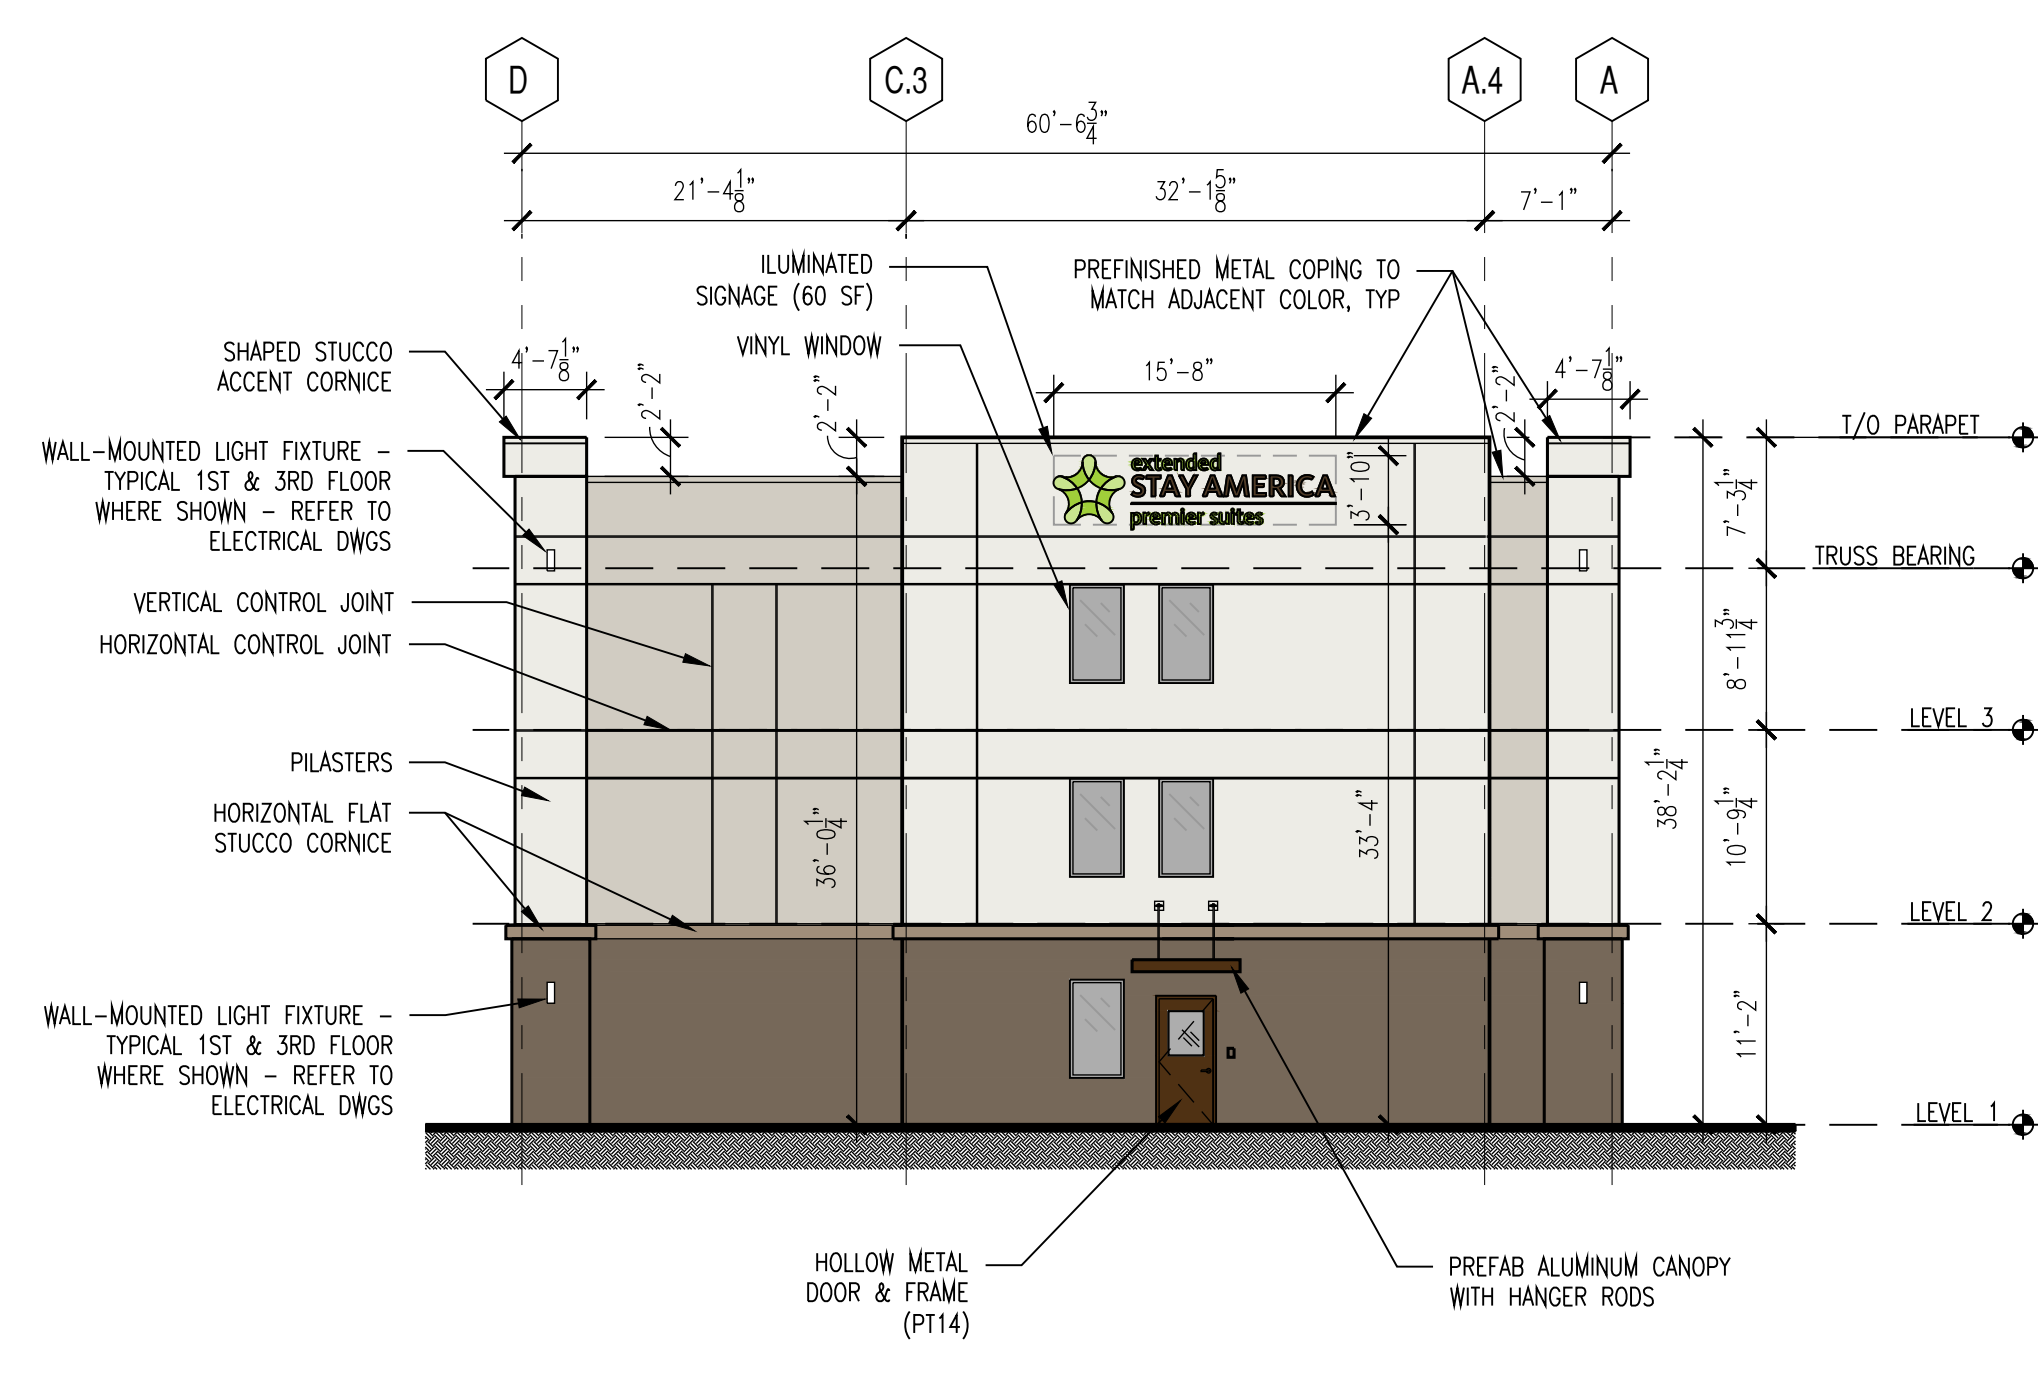 D
C.3
A.4
A
60'-6 3/4"
21'-4 1/8"
32'-1 5/8"
7'-1"
ILUMINATED
SIGNAGE (60 SF)
PREFINISHED METAL COPING TO
MATCH ADJACENT COLOR, TYP
VINYL WINDOW
SHAPED STUCCO
ACCENT CORNICE
4'-7 1/8"
2'-2"
2'-2"
15'-8"
2'-2"
4'-7 1/8"
T/O PARAPET
WALL-MOUNTED LIGHT FIXTURE -
TYPICAL 1ST & 3RD FLOOR
WHERE SHOWN - REFER TO
ELECTRICAL DWGS
extended
STAY AMERICA
premier suites
3'-10"
7'-3 1/4"
TRUSS BEARING
VERTICAL CONTROL JOINT
HORIZONTAL CONTROL JOINT
8'-11 3/4"
LEVEL 3
PILASTERS
HORIZONTAL FLAT
STUCCO CORNICE
36'-0 1/4"
33'-4"
38'-2 1/4"
10'-9 1/4"
LEVEL 2
WALL-MOUNTED LIGHT FIXTURE -
TYPICAL 1ST & 3RD FLOOR
WHERE SHOWN - REFER TO
ELECTRICAL DWGS
11'-2"
LEVEL 1
HOLLOW METAL
DOOR & FRAME
(PT14)
PREFAB ALUMINUM CANOPY
WITH HANGER RODS